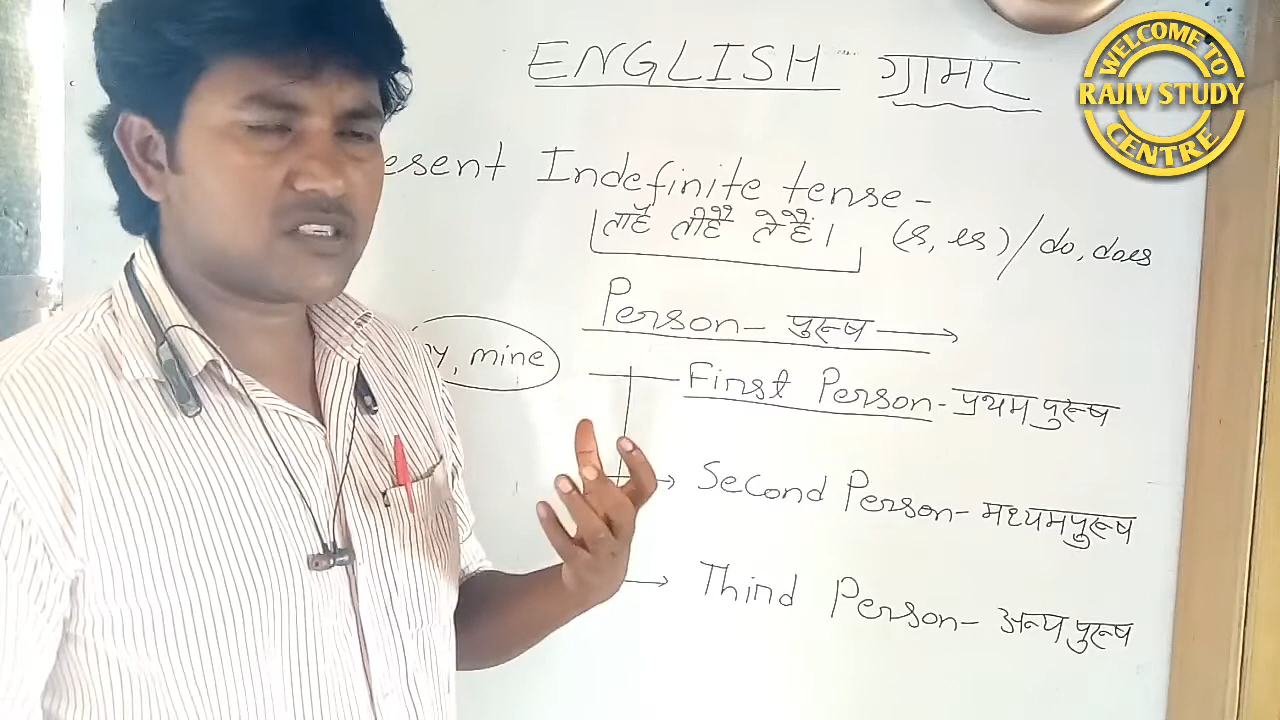 ENGLISH ग्रामर
WELCOME TO
RAJIV STUDY
CENTRE
esent Indefinite tense -
ता है ती है ते हैं । (s, es) / do, does
Person - पुरूष
y, mine
First Person - प्रथम पुरूष
Second Person - मध्यम पुरूष
Third Person - अन्य पुरूष